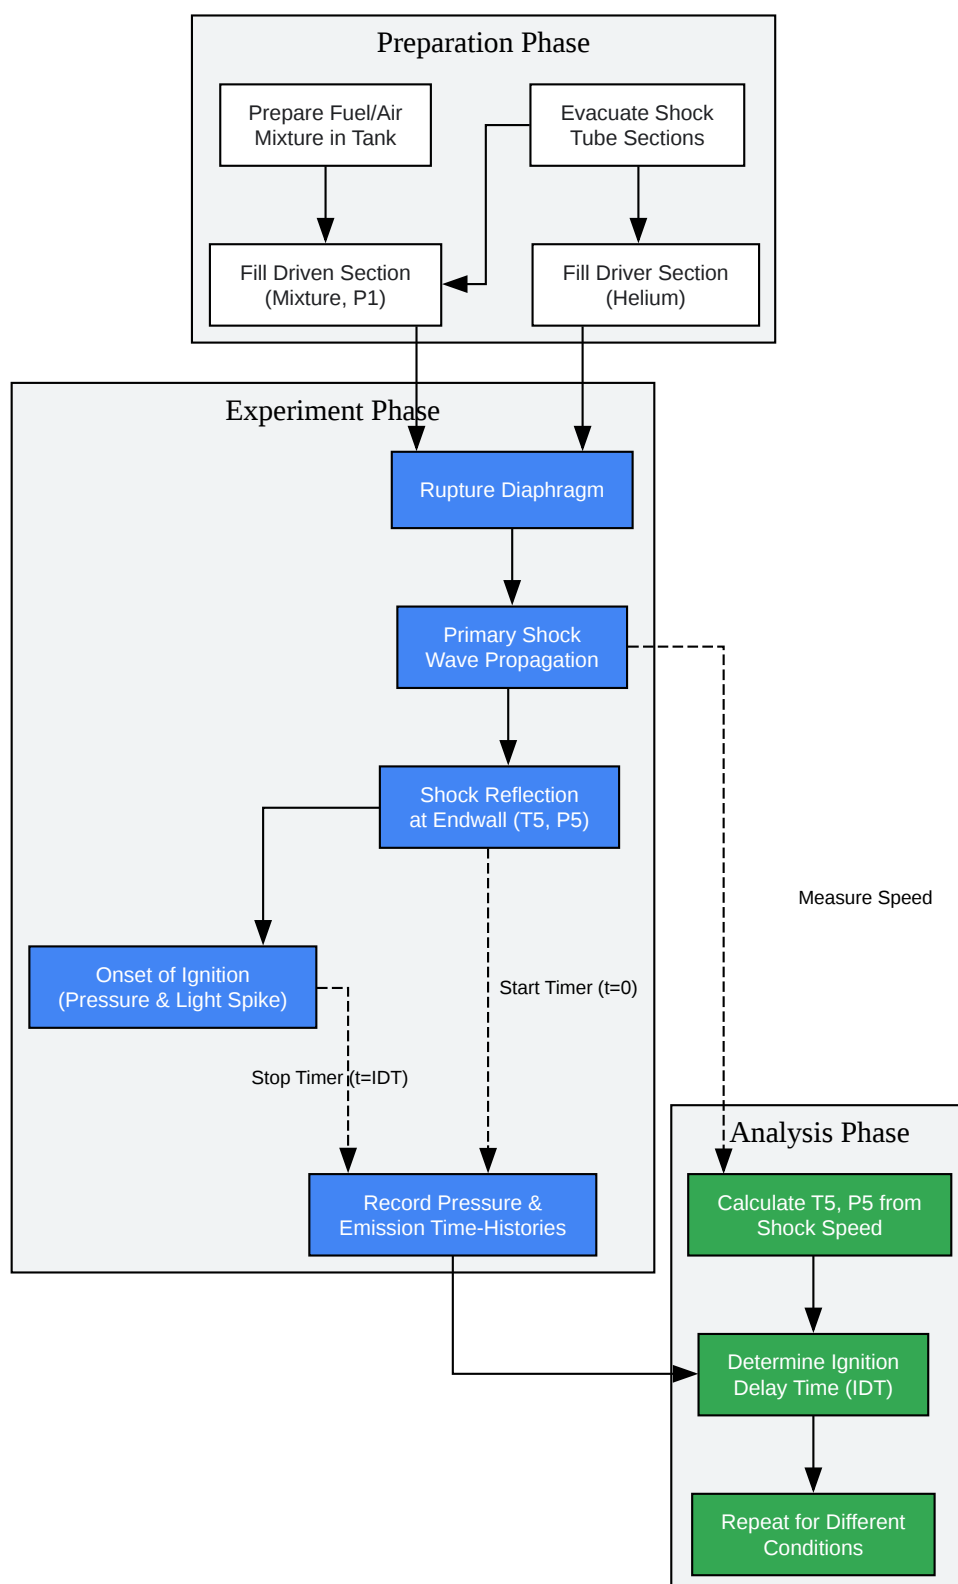 Preparation Phase
Prepare Fuel/Air
Mixture in Tank
Evacuate Shock
Tube Sections
Fill Driven Section
(Mixture, P1)
Fill Driver Section
(Helium)
Experiment Phase
Rupture Diaphragm
Primary Shock
Wave Propagation
Shock Reflection
at Endwall (T5, P5)
Measure Speed
Onset of Ignition
(Pressure & Light Spike)
Start Timer (t=0)
Stop Timer (t=IDT)
Record Pressure &
Emission Time-Histories
Analysis Phase
Calculate T5, P5 from
Shock Speed
Determine Ignition
Delay Time (IDT)
Repeat for Different
Conditions